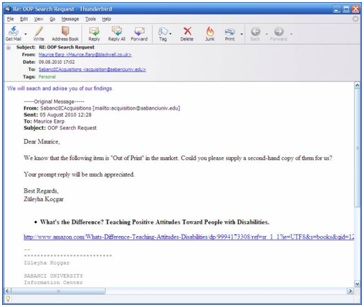 Re: OOP Search Request - Thunderbird
File Edit View Go Message Tools Help
Get Mail Write Address Book Reply Reply All Forward Tag Delete Junk Print Back Forward
Subject: RE: OOP Search Request
From: Maurice Earp <Maurice.Earp@blackwell.co.uk>
Date: 09.09.2010 17:02
To: SabancıCAcquisitions <acquisition@sabanciuniv.edu>
Tags: Personal
We will seach and advise you of our findings
-----Original Message-----
From: SabancıICAcquisitions [mailto:acquisition@sabanciuniv.edu]
Sent: 05 August 2010 12:28
To: Maurice Earp
Subject: OOP Search Request
Dear Maurice,
We know that the following item is "Out of Print" in the market. Could you please supply a second-hand copy of them for us?
Your prompt reply will be much appreciated.
Best Regards,
Züleyha Koçgar
• What's the Difference? Teaching Positive Attitudes Toward People with Disabilities.
http://www.amazon.com/Whats-Difference-Teaching-Attitudes-Disabilities/dp/9994173308/ref=sr_1_1?ie=UTF8&s=books&qid=12
--
Züleyha Koçgar
SABANCI UNIVERSITY
Information Center